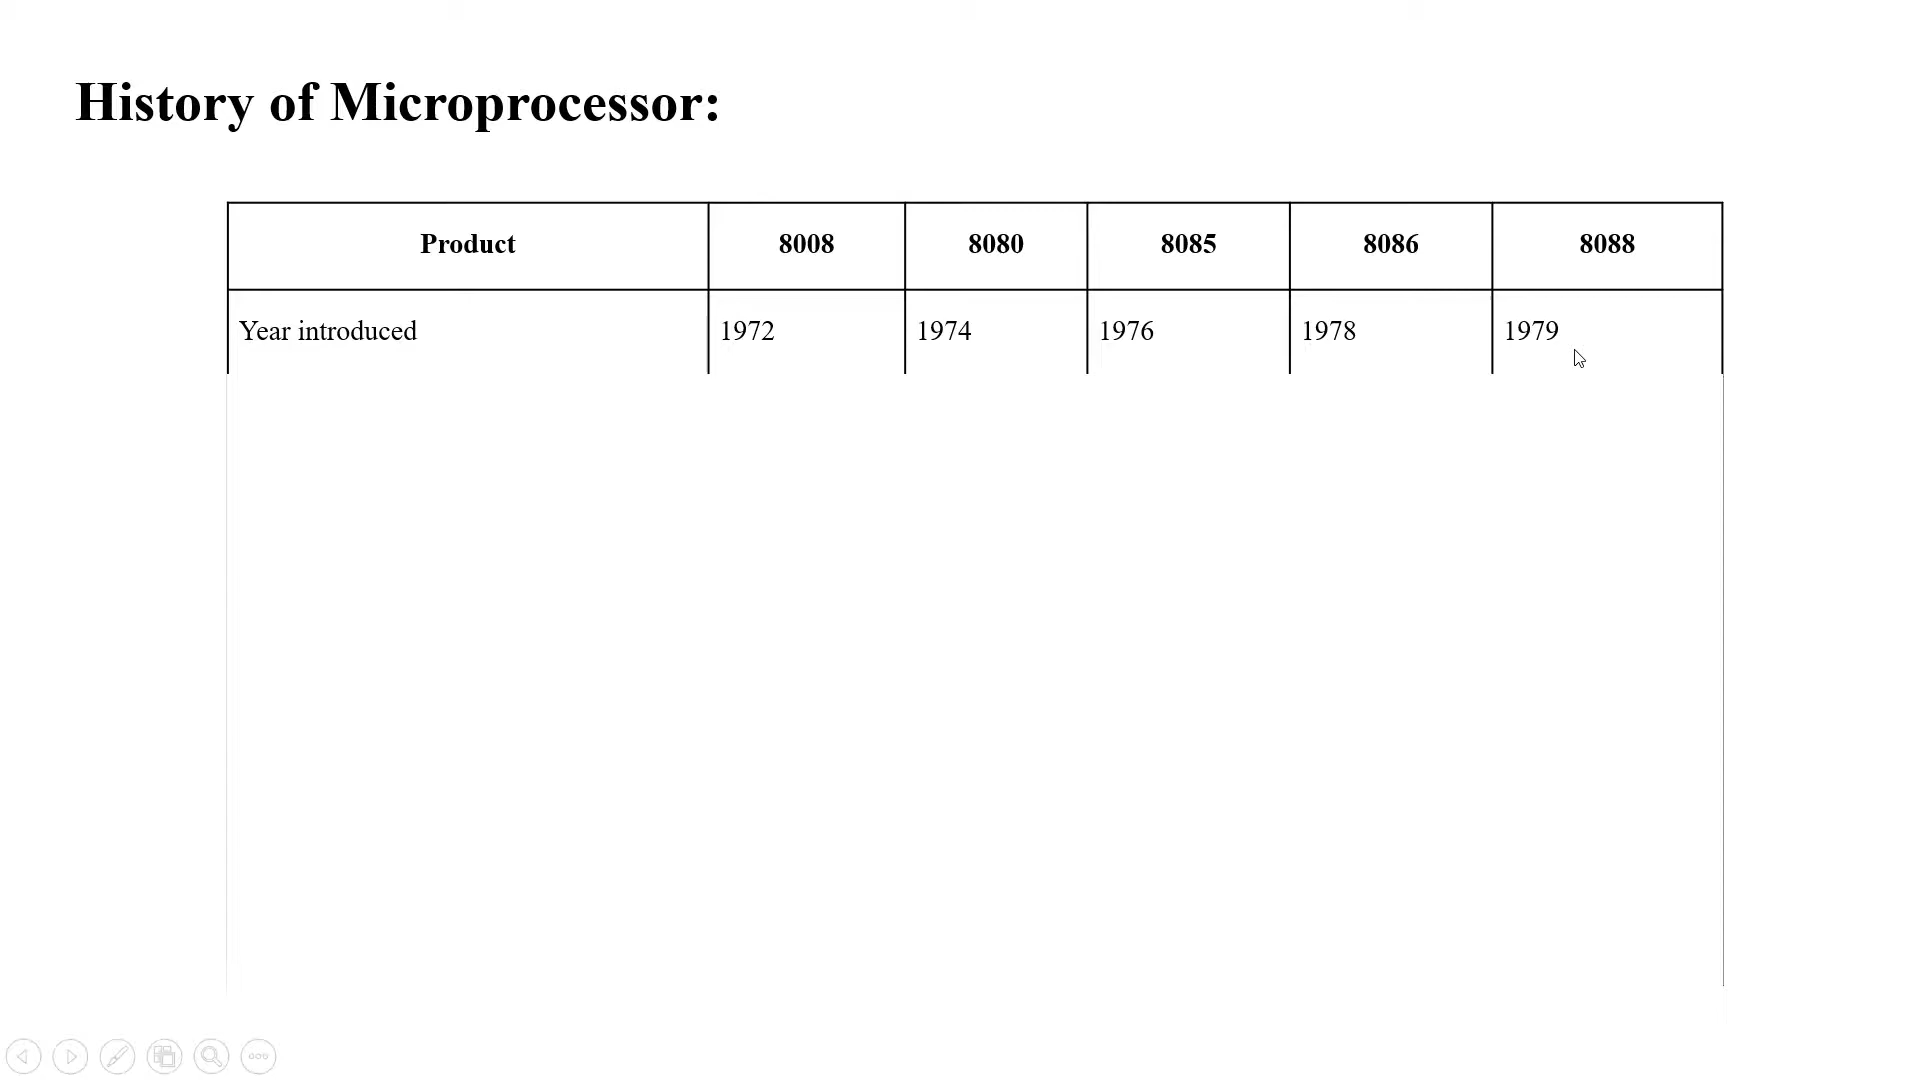 History of Microprocessor:
Product 8008 8080 8085 8086 8088
Year introduced 1972 1974 1976 1978 1979